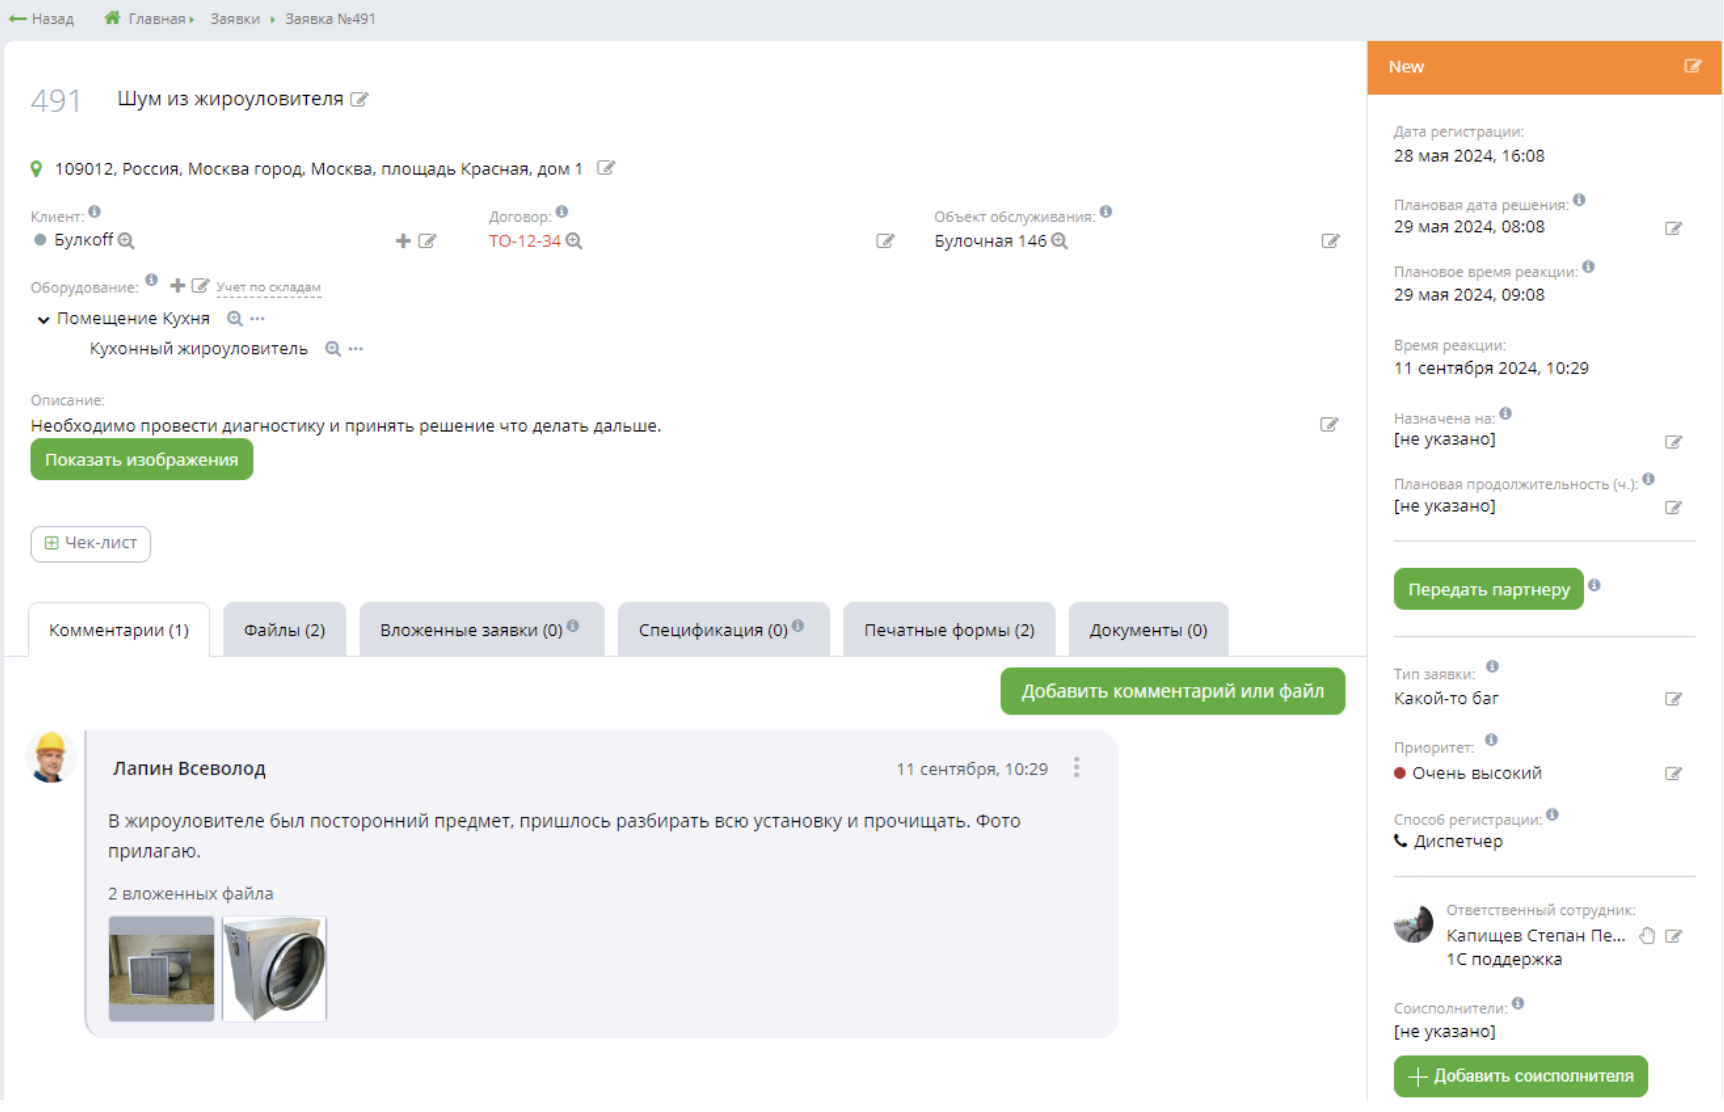 Назад
Главная
Заявки
Заявка №491
491
Шум из жироуловителя
109012, Россия, Москва город, Москва, площадь Красная, дом 1
Клиент:
Булкоff
Договор:
ТО-12-34
Объект обслуживания:
Булочная 146
Оборудование:
Учет по складам
Помещение Кухня
Кухонный жироуловитель
Описание:
Необходимо провести диагностику и принять решение что делать дальше.
Показать изображения
Чек-лист
Комментарии (1)
Файлы (2)
Вложенные заявки (0)
Спецификация (0)
Печатные формы (2)
Документы (0)
Добавить комментарий или файл
Лапин Всеволод
11 сентября, 10:29
В жироуловителе был посторонний предмет, пришлось разбирать всю установку и прочищать. Фото
прилагаю.
2 вложенных файла
New
Дата регистрации:
28 мая 2024, 16:08
Плановая дата решения:
29 мая 2024, 08:08
Плановое время реакции:
29 мая 2024, 09:08
Время реакции:
11 сентября 2024, 10:29
Назначена на:
[не указано]
Плановая продолжительность (ч.):
[не указано]
Передать партнеру
Тип заявки:
Какой-то баг
Приоритет:
Очень высокий
Способ регистрации:
Диспетчер
Ответственный сотрудник:
Капищев Степан Пе...
1С поддержка
Соисполнители:
[не указано]
Добавить соисполнителя